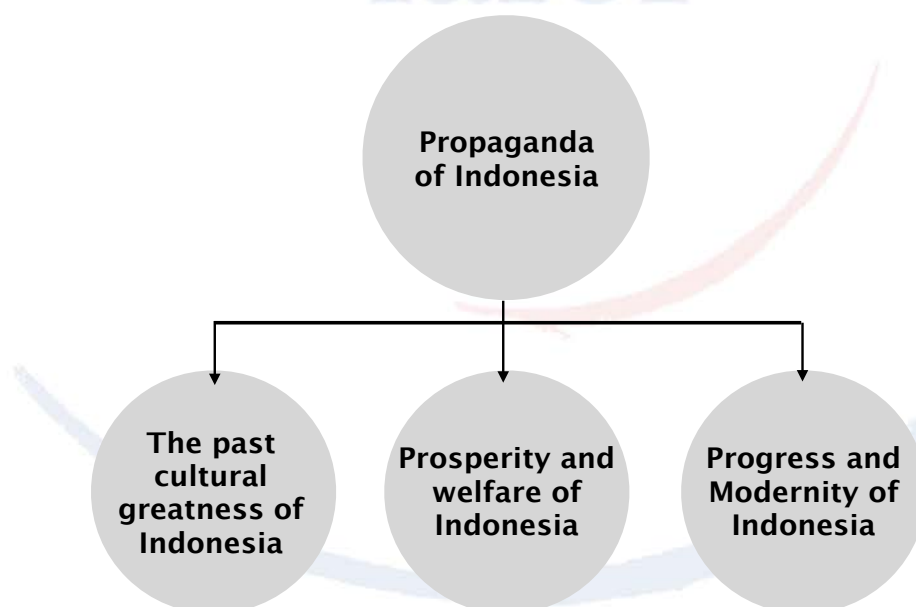 Propaganda
of Indonesia
The past
cultural
greatness of
Indonesia
Prosperity and
welfare of
Indonesia
Progress and
Modernity of
Indonesia